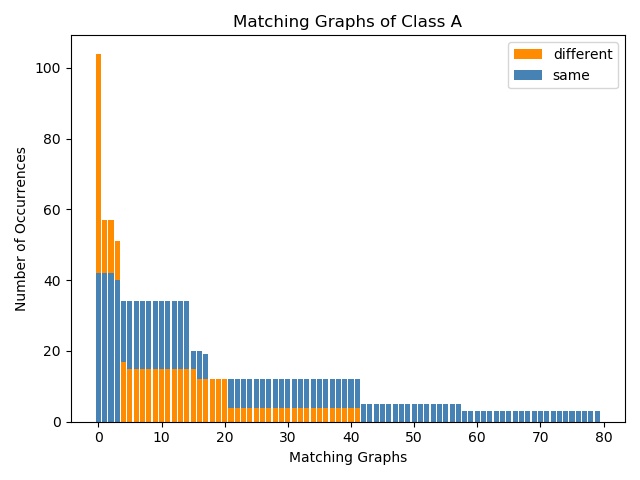 Matching Graphs of Class A
different
same
Number of Occurrences
100
80
60
40
20
0
0 10 20 30 40 50 60 70 80
Matching Graphs